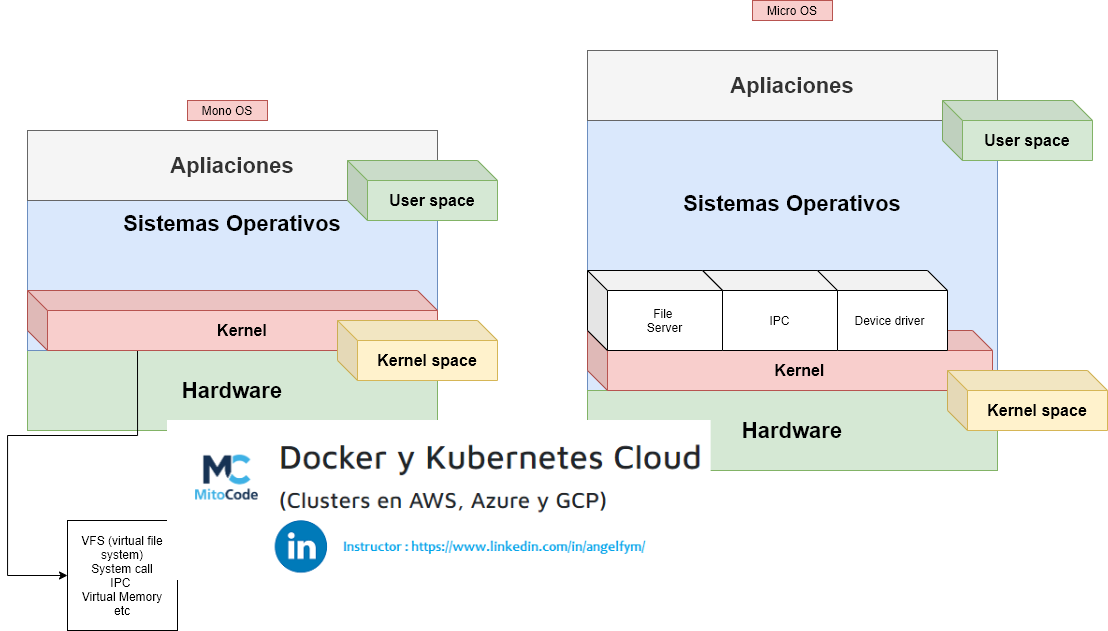 Mono OS
Apliaciones
User space
Sistemas Operativos
Kernel
Kernel space
Hardware
VFS (virtual file
system)
System call
IPC
Virtual Memory
etc
Micro OS
Apliaciones
User space
Sistemas Operativos
File
Server
IPC
Device driver
Kernel
Kernel space
Hardware
MC
MitoCode
Docker y Kubernetes Cloud
(Clusters en AWS, Azure y GCP)
in
Instructor : https://www.linkedin.com/in/angelfym/